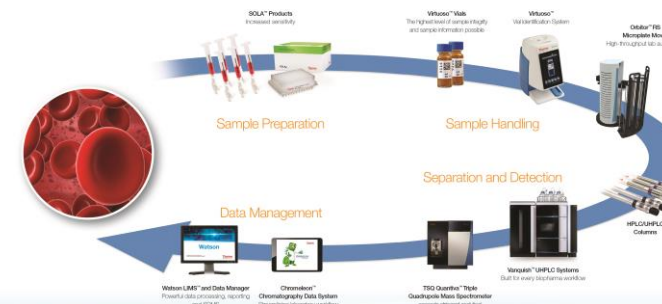 SOLA™ Products
Increased sensitivity
Virtuoso™ Vials
The highest level of sample integrity
and sample information possible
Virtuoso™
Vial Identification System
Orbitor™ RS
Microplate Mov
High-throughput lab au
Sample Preparation
Sample Handling
Separation and Detection
HPLC/UHPLC
Columns
Data Management
Watson
Vanquish™ UHPLC Systems
Built for every biopharma workflow
Watson LIMS™ and Data Manager
Powerful data processing, reporting
Chromeleon™
Chromatography Data System
TSQ Quantiva™ Triple
Quadrupole Mass Spectrometer